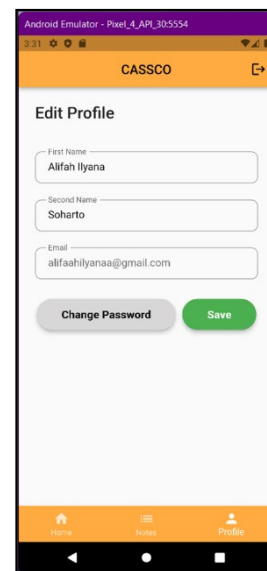 Android Emulator - Pixel_4_API_30:5554
3:31
CASSCO
Edit Profile
First Name
Alifah Ilyana
Second Name
Soharto
Email
alifaahilyanaa@gmail.com
Change Password Save
Home Notes Profile